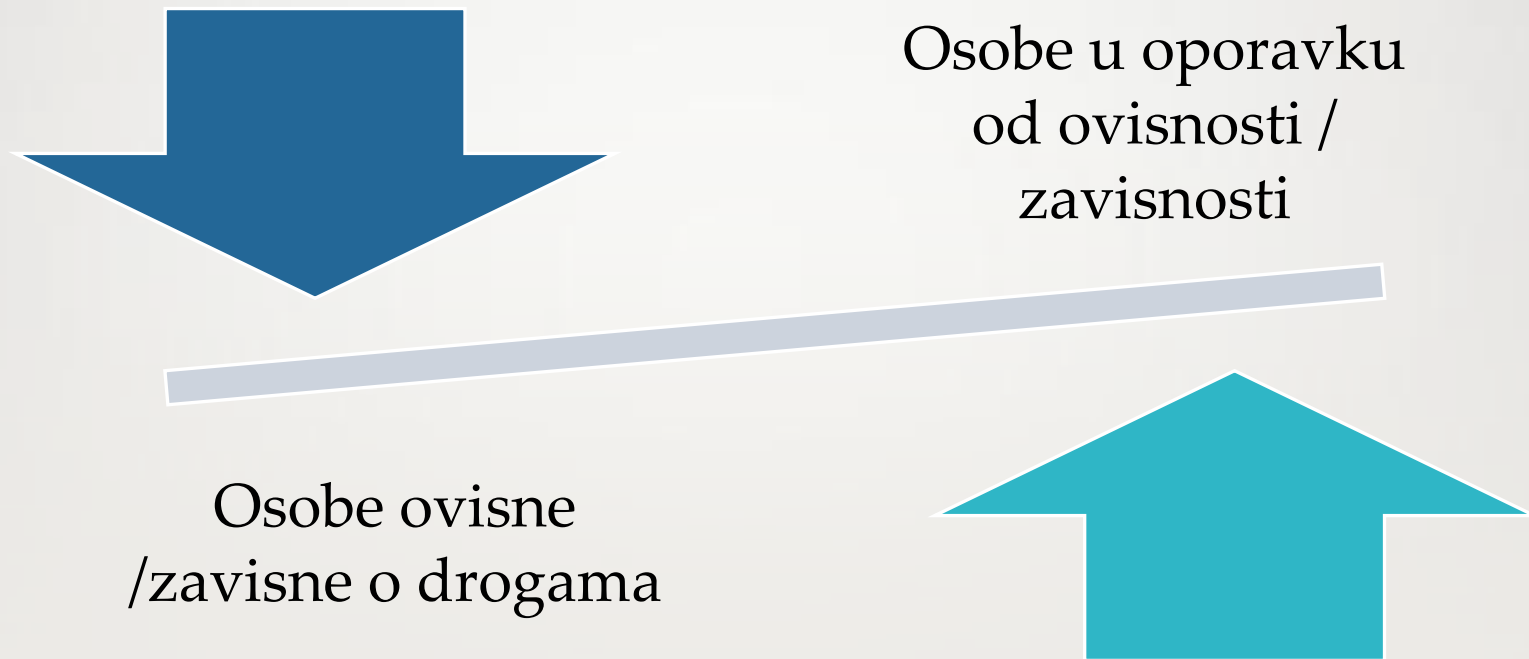 Osobe u oporavku
od ovisnosti /
zavisnosti
Osobe ovisne
/zavisne o drogama